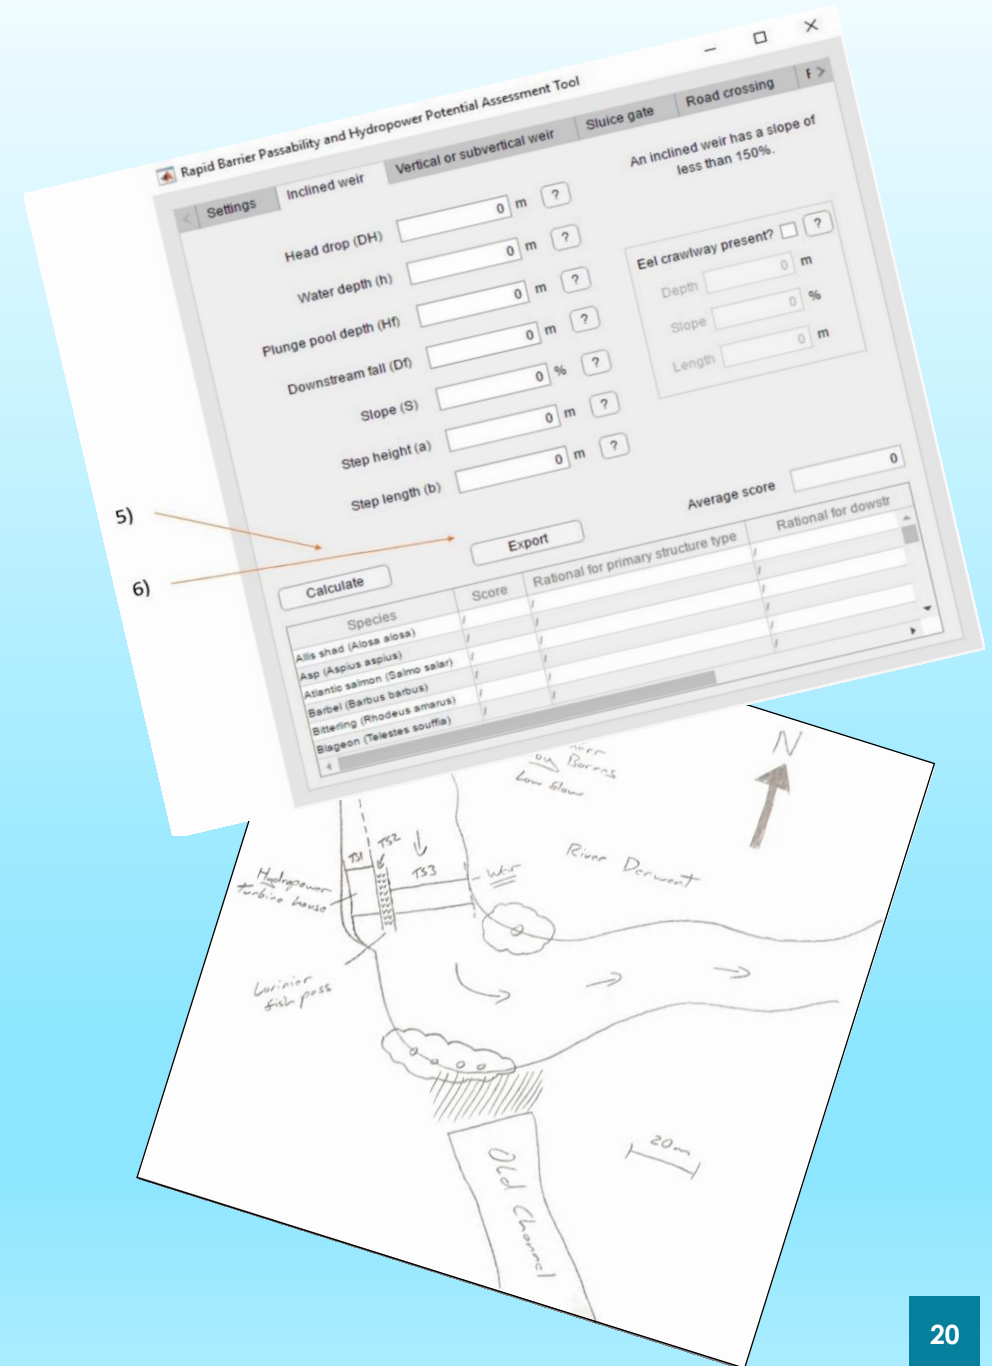 Rapid Barrier Passability and Hydropower Potential Assessment Tool
Settings
Inclined weir
Vertical or subvertical weir
Sluice gate
Road crossing
An inclined weir has a slope of
less than 150%.
Head drop (DH) 0 m ?
Water depth (h) 0 m ?
Plunge pool depth (Hf) 0 m ?
Downstream fall (Df) 0 m ?
Slope (S) 0 % ?
Step height (a) 0 m ?
Step length (b) 0 m ?
Eel crawlway present? ?
Depth 0 m
Slope 0 %
Length 0 m
Average score 0
5)
6)
Calculate
Export
Species Score Rational for primary structure type Rational for dowstr
Allis shad (Alosa alosa) / / /
Asp (Aspius aspius) / / /
Atlantic salmon (Salmo salar) / / /
Barbel (Barbus barbus) / / /
Bitterling (Rhodeus amarus) / / /
Blageon (Telestes souffia) / /
Low flow
N
River Derwent
TS1
TS2
TS3
Weir
Hydropower
turbine house
Larinier
fish pass
20m
Old Channel
20